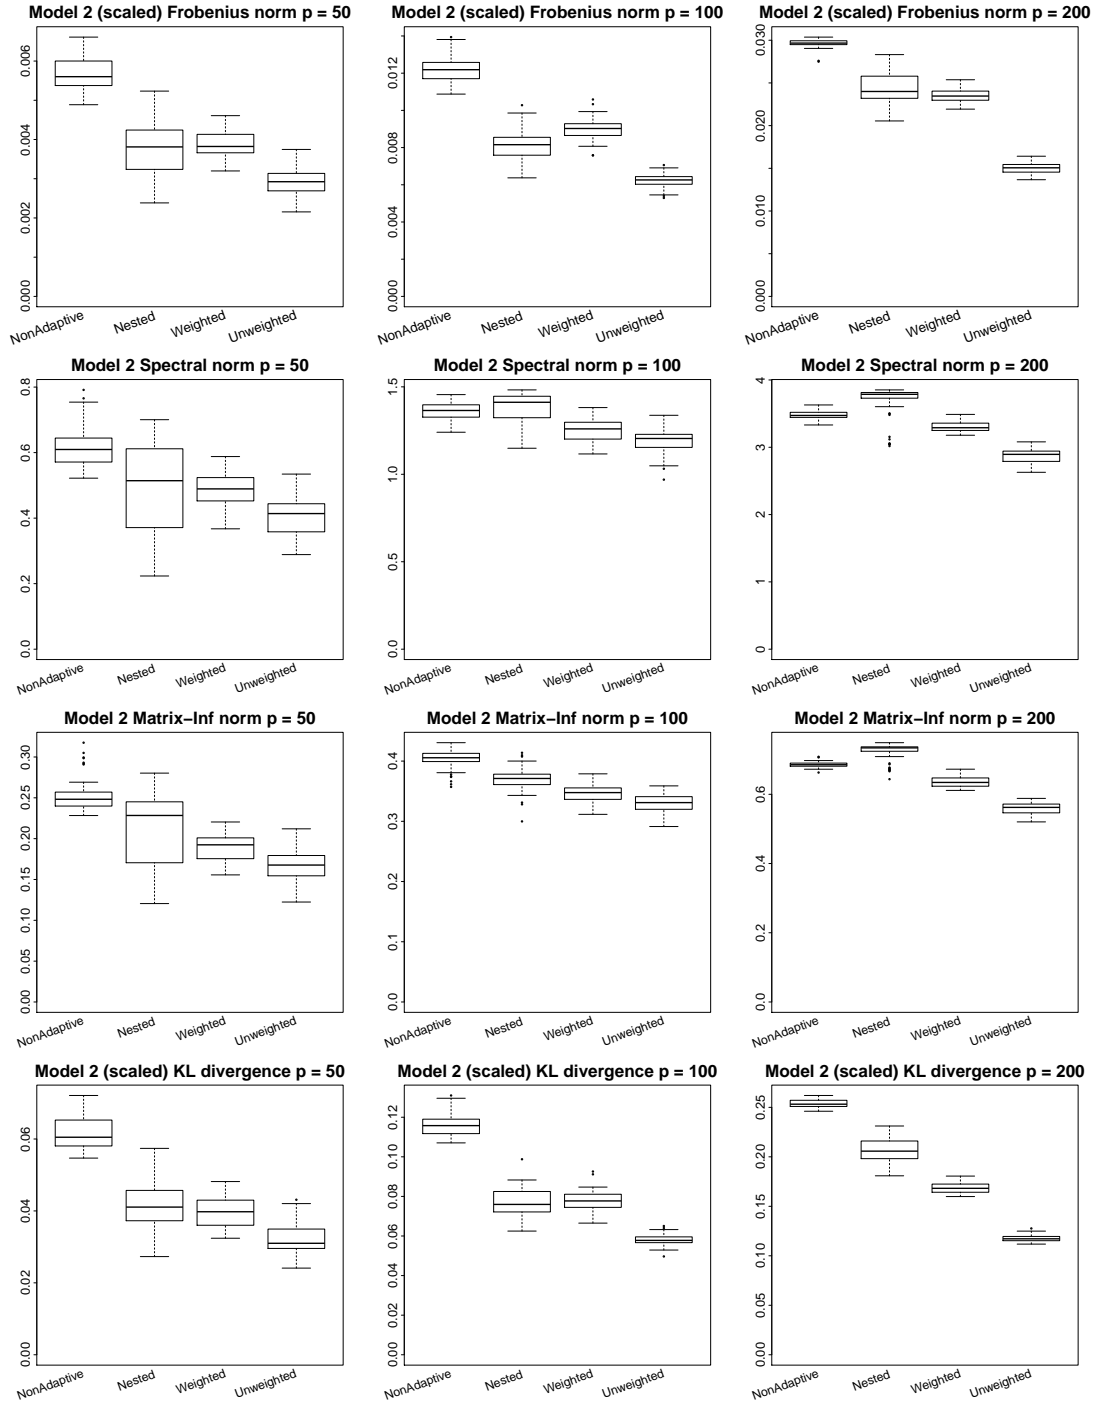 Model 2 (scaled) Frobenius norm p = 50
0.006
0.004
0.002
0.000
NonAdaptive Nested Weighted Unweighted
Model 2 (scaled) Frobenius norm p = 100
0.012
0.008
0.004
0.000
NonAdaptive Nested Weighted Unweighted
Model 2 (scaled) Frobenius norm p = 200
0.030
0.020
0.010
0.000
NonAdaptive Nested Weighted Unweighted
Model 2 Spectral norm p = 50
0.8
0.6
0.4
0.2
0.0
NonAdaptive Nested Weighted Unweighted
Model 2 Spectral norm p = 100
1.5
1.0
0.5
0.0
NonAdaptive Nested Weighted Unweighted
Model 2 Spectral norm p = 200
4
3
2
1
0
NonAdaptive Nested Weighted Unweighted
Model 2 Matrix−Inf norm p = 50
0.30
0.25
0.20
0.15
0.10
0.05
0.00
NonAdaptive Nested Weighted Unweighted
Model 2 Matrix−Inf norm p = 100
0.4
0.3
0.2
0.1
0.0
NonAdaptive Nested Weighted Unweighted
Model 2 Matrix−Inf norm p = 200
0.6
0.4
0.2
0.0
NonAdaptive Nested Weighted Unweighted
Model 2 (scaled) KL divergence p = 50
0.06
0.04
0.02
0.00
NonAdaptive Nested Weighted Unweighted
Model 2 (scaled) KL divergence p = 100
0.12
0.10
0.08
0.06
0.04
0.02
0.00
NonAdaptive Nested Weighted Unweighted
Model 2 (scaled) KL divergence p = 200
0.25
0.20
0.15
0.10
0.05
0.00
NonAdaptive Nested Weighted Unweighted